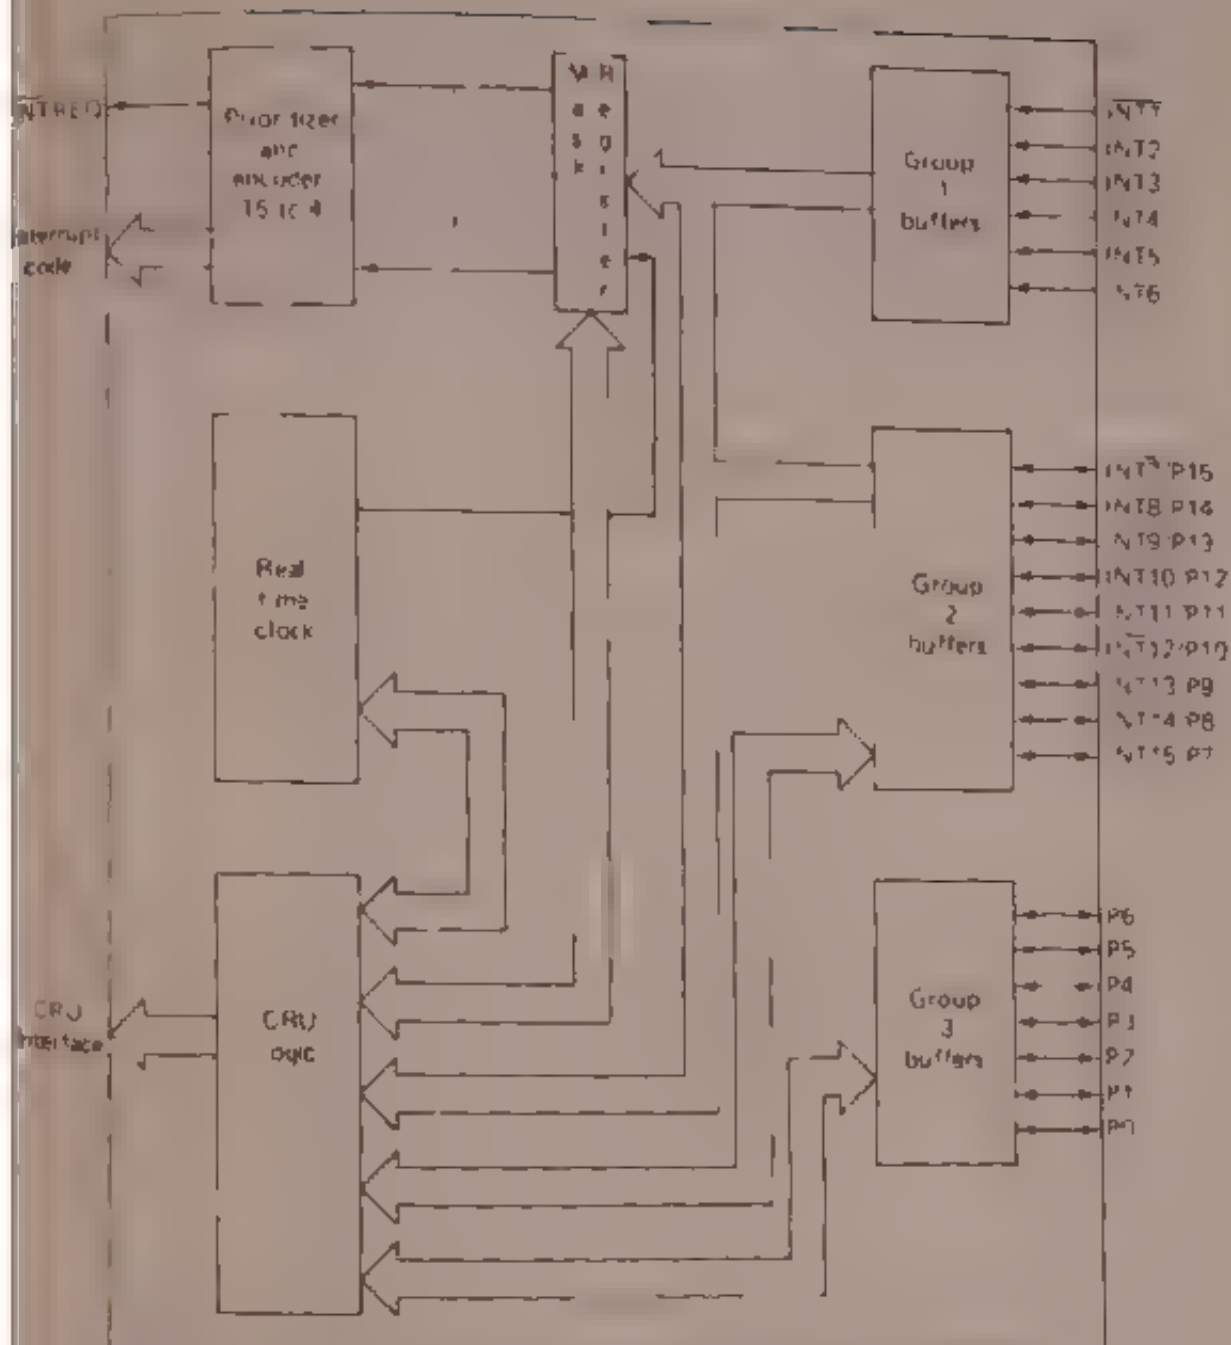 INTREQ
Prioritizer
and
encoder
15 to 4
Mask
Register
Interrupt
code
Group
1
buffers
INT1
INT2
INT3
INT4
INT5
INT6
Real
time
clock
Group
2
buffers
INT7/P15
INT8/P14
INT9/P13
INT10/P12
INT11/P11
INT12/P10
INT13/P9
INT14/P8
INT15/P7
CRU
interface
CRU
logic
Group
3
buffers
P6
P5
P4
P3
P2
P1
P0